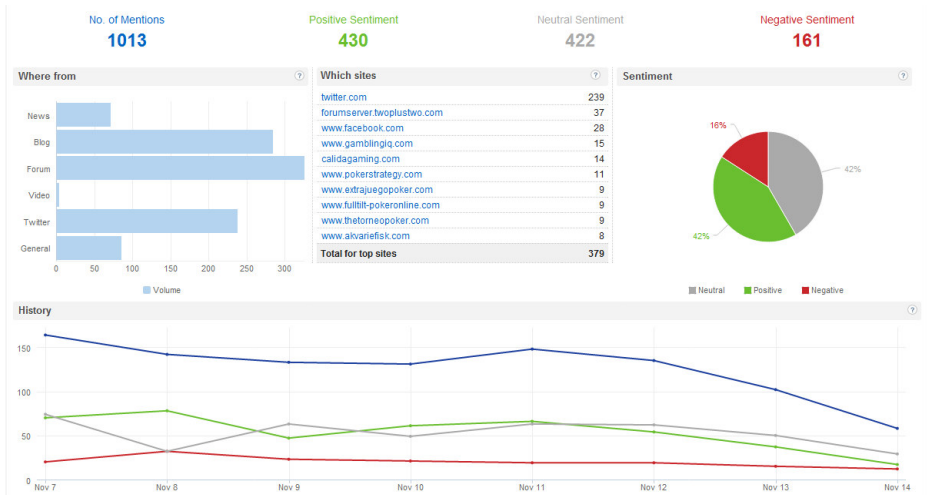 No. of Mentions
1013
Positive Sentiment
430
Neutral Sentiment
422
Negative Sentiment
161
Where from ?
News
Blog
Forum
Video
Twitter
General
0 50 100 150 200 250 300
Volume
Which sites ?
twitter.com 239
forumserver.twoplustwo.com 37
www.facebook.com 28
www.gamblingiq.com 15
calidagaming.com 14
www.pokerstrategy.com 11
www.extrajuegopoker.com 9
www.fulltilt-pokeronline.com 9
www.thetorneopoker.com 9
www.akvariefisk.com 8
Total for top sites 379
Sentiment
16%
42%
42%
Neutral Positive Negative
History ?
150
100
50
0
Nov 7 Nov 8 Nov 9 Nov 10 Nov 11 Nov 12 Nov 13 Nov 14